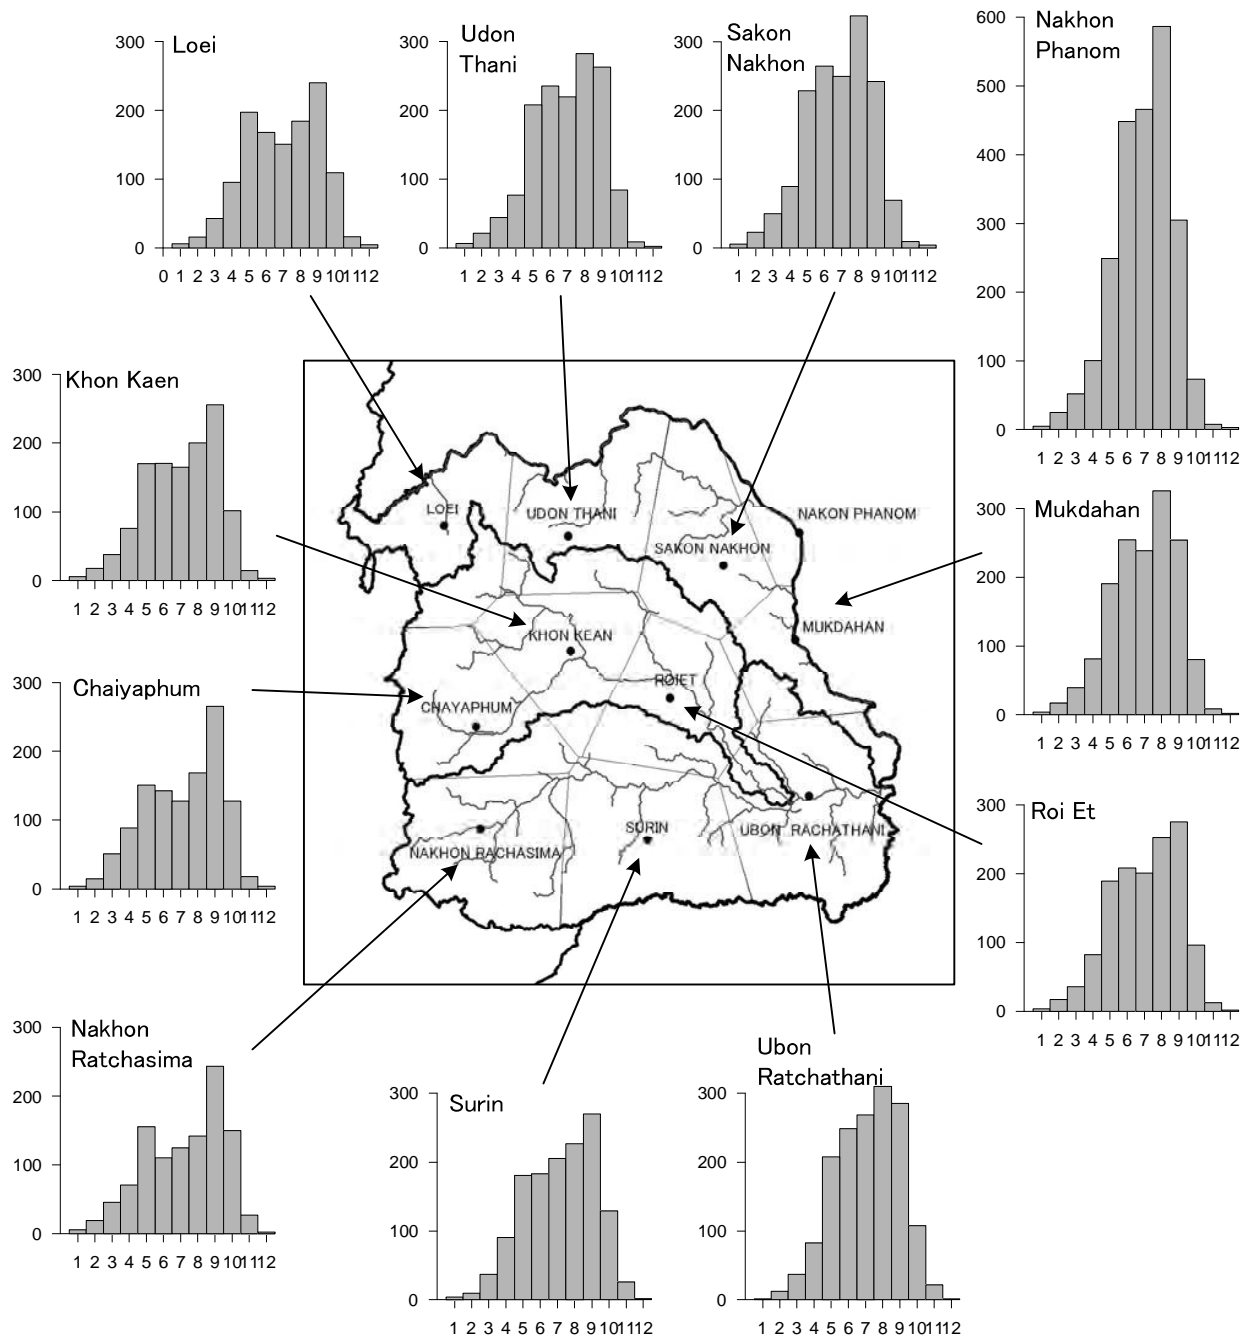 Loei
300
200
100
0
0 1 2 3 4 5 6 7 8 9 10 11 12
Udon
Thani
300
200
100
0
1 2 3 4 5 6 7 8 9 10 11 12
Sakon
Nakhon
300
200
100
0
1 2 3 4 5 6 7 8 9 10 11 12
Nakhon
Phanom
600
500
400
300
200
100
0
1 2 3 4 5 6 7 8 9 10 11 12
Khon Kaen
300
200
100
0
1 2 3 4 5 6 7 8 9 10 11 12
LOEI
UDON THANI
NAKON PHANOM
SAKON NAKHON
MUKDAHAN
KHON KEAN
ROIET
CHAYAPHUM
SURIN
UBON RACHATHANI
NAKHON RACHASIMA
Mukdahan
300
200
100
0
1 2 3 4 5 6 7 8 9 10 11 12
Chaiyaphum
300
200
100
0
1 2 3 4 5 6 7 8 9 10 11 12
Roi Et
300
200
100
0
1 2 3 4 5 6 7 8 9 10 11 12
Nakhon
Ratchasima
300
200
100
0
1 2 3 4 5 6 7 8 9 10 11 12
Surin
300
200
100
0
1 2 3 4 5 6 7 8 9 10 11 12
Ubon
Ratchathani
300
200
100
0
1 2 3 4 5 6 7 8 9 10 11 12